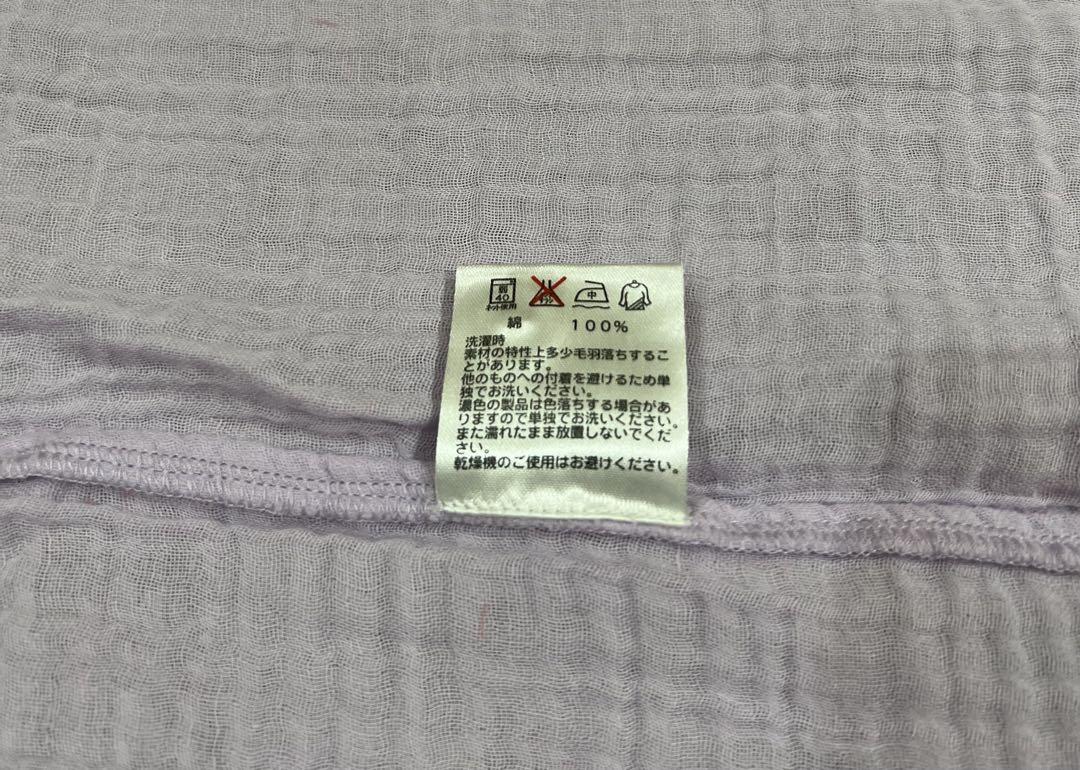 弱
40
ネット使用
中
綿 100%
洗濯時
素材の特性上多少毛羽落ちするこ
とがあります。
他のものへの付着を避けるため単
独でお洗いください。
濃色の製品は色落ちする場合があ
りますので単独でお洗いください。
また濡れたまま放置しないでくだ
さい。
乾燥機のご使用はお避けください。